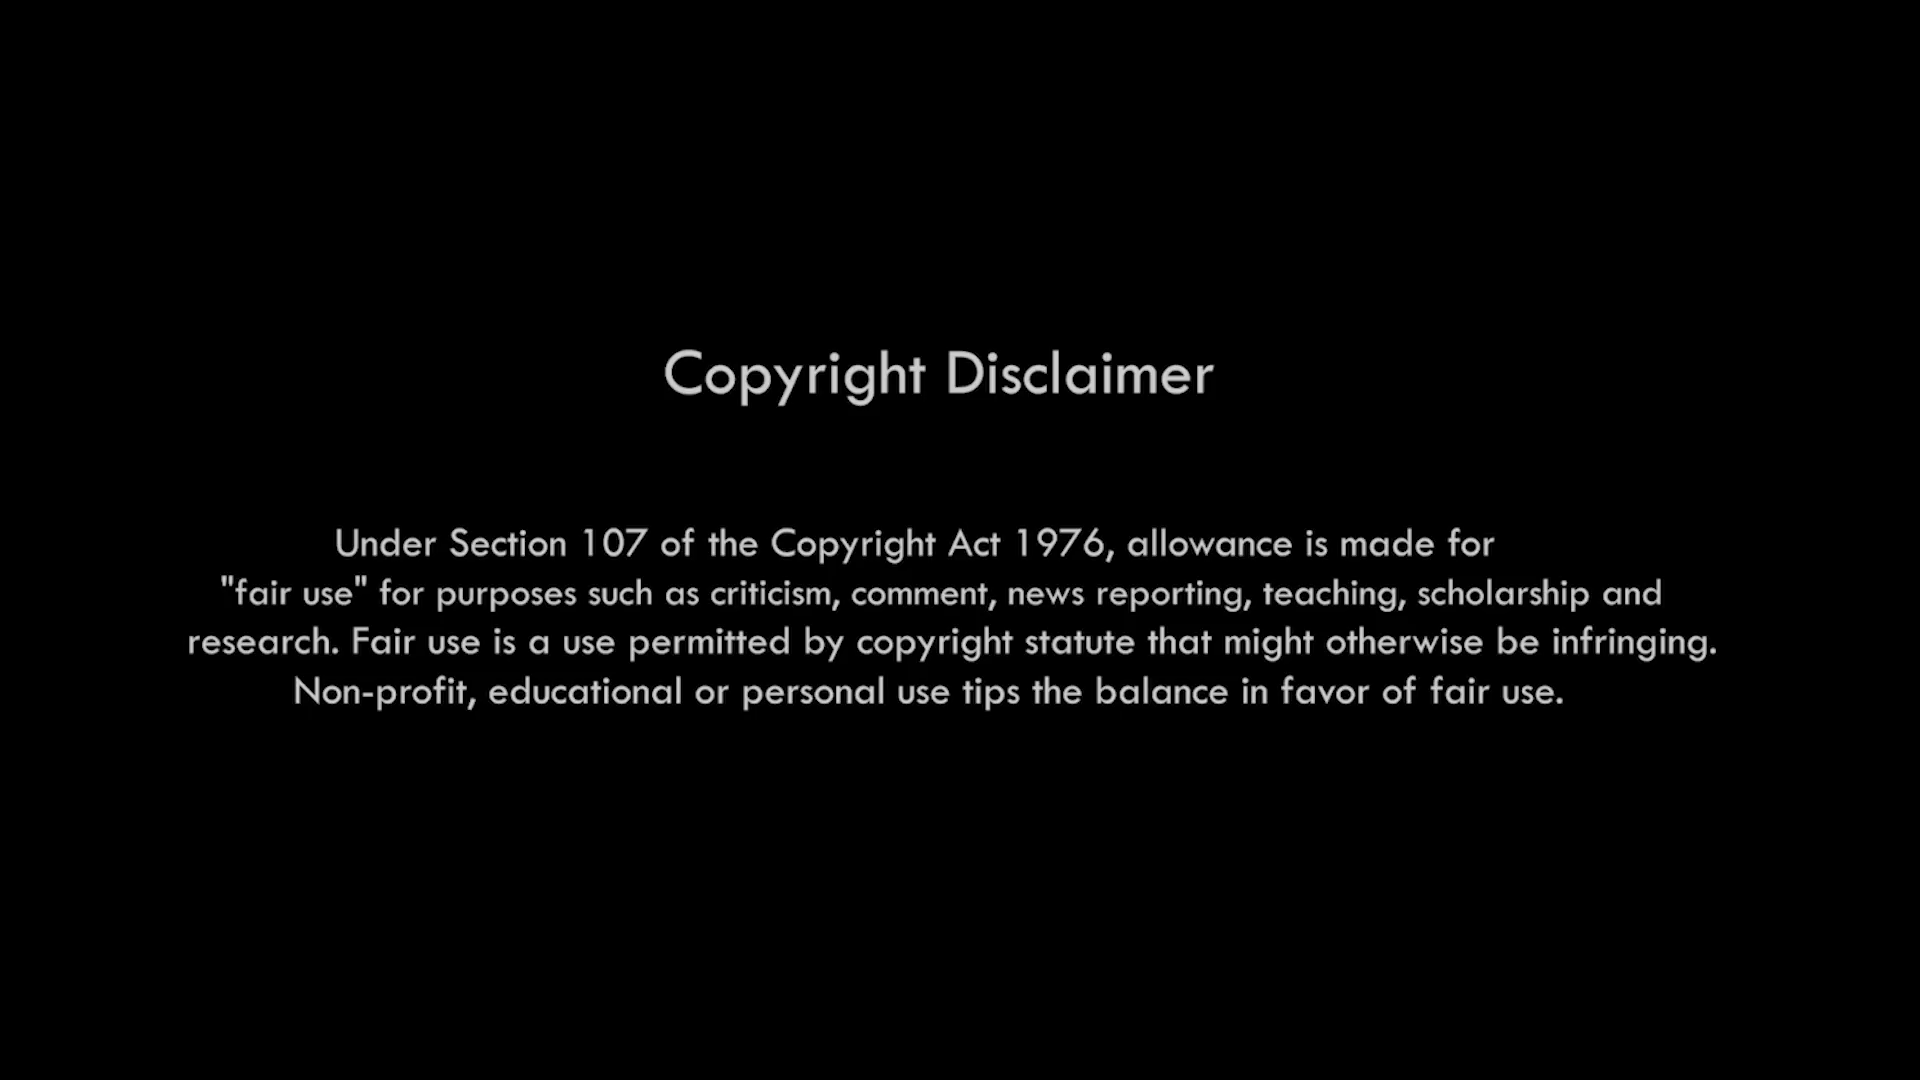 Copyright Disclaimer
Under Section 107 of the Copyright Act 1976, allowance is made for
"fair use" for purposes such as criticism, comment, news reporting, teaching, scholarship and
research. Fair use is a use permitted by copyright statute that might otherwise be infringing.
Non-profit, educational or personal use tips the balance in favor of fair use.